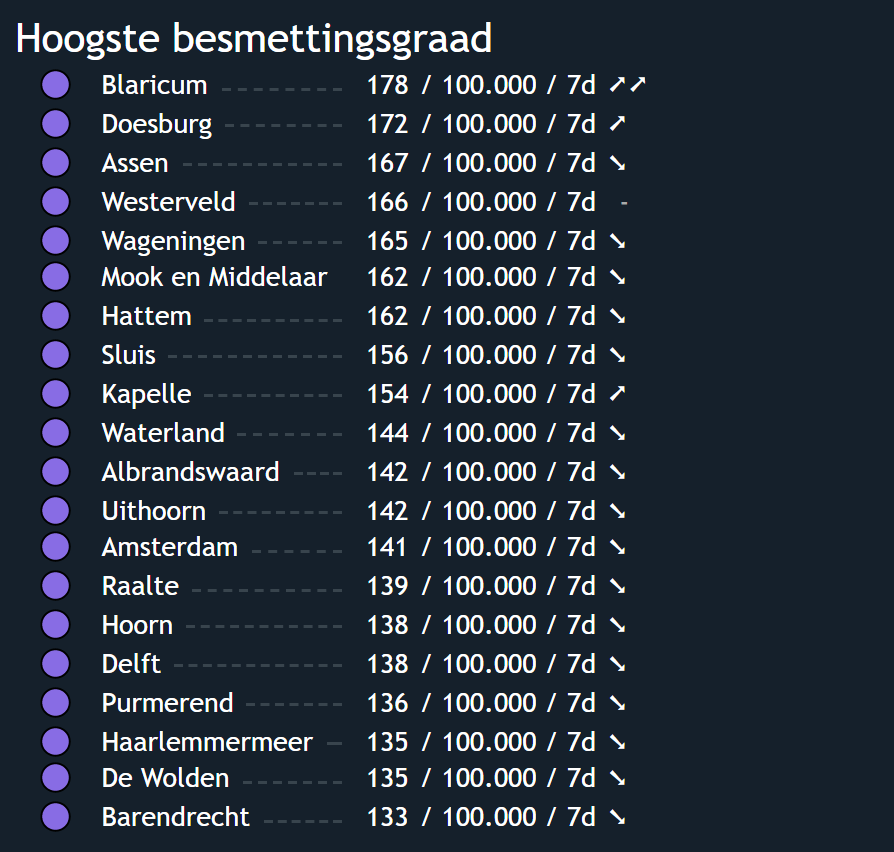 Hoogste besmettingsgraad
Blaricum 178 / 100.000 / 7d ➚➚
Doesburg 172 / 100.000 / 7d ➚
Assen 167 / 100.000 / 7d ➘
Westerveld 166 / 100.000 / 7d -
Wageningen 165 / 100.000 / 7d ➘
Mook en Middelaar 162 / 100.000 / 7d ➘
Hattem 162 / 100.000 / 7d ➘
Sluis 156 / 100.000 / 7d ➘
Kapelle 154 / 100.000 / 7d ➚
Waterland 144 / 100.000 / 7d ➘
Albrandswaard 142 / 100.000 / 7d ➘
Uithoorn 142 / 100.000 / 7d ➘
Amsterdam 141 / 100.000 / 7d ➘
Raalte 139 / 100.000 / 7d ➘
Hoorn 138 / 100.000 / 7d ➘
Delft 138 / 100.000 / 7d ➘
Purmerend 136 / 100.000 / 7d ➘
Haarlemmermeer 135 / 100.000 / 7d ➘
De Wolden 135 / 100.000 / 7d ➘
Barendrecht 133 / 100.000 / 7d ➘